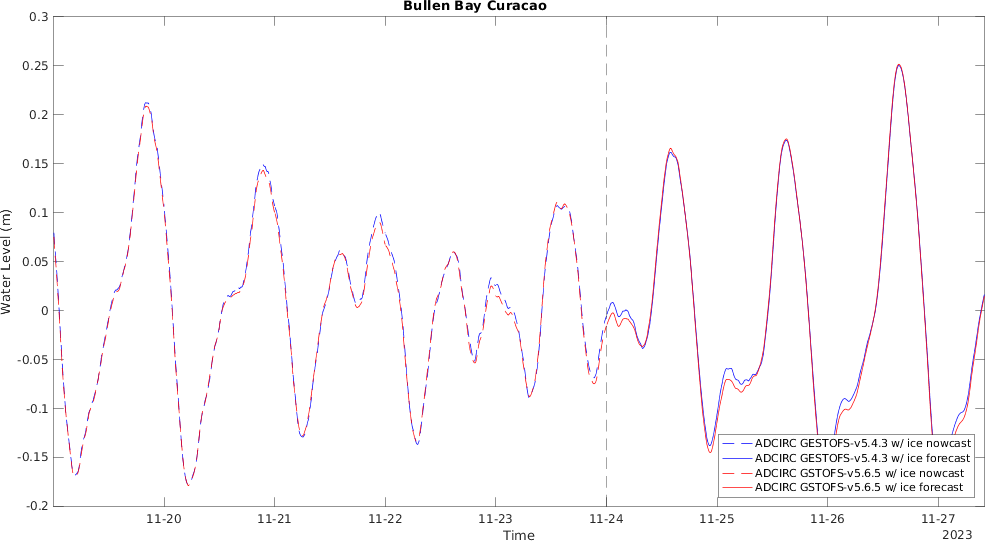 Bullen Bay Curacao
0.3
0.25
0.2
0.15
0.1
0.05
0
-0.05
-0.1
-0.15
-0.2
Water Level (m)
ADCIRC GESTOFS-v5.4.3 w/ ice nowcast
ADCIRC GESTOFS-v5.4.3 w/ ice forecast
ADCIRC GSTOFS-v5.6.5 w/ ice nowcast
ADCIRC GSTOFS-v5.6.5 w/ ice forecast
11-20 11-21 11-22 11-23 11-24 11-25 11-26 11-27
Time
2023